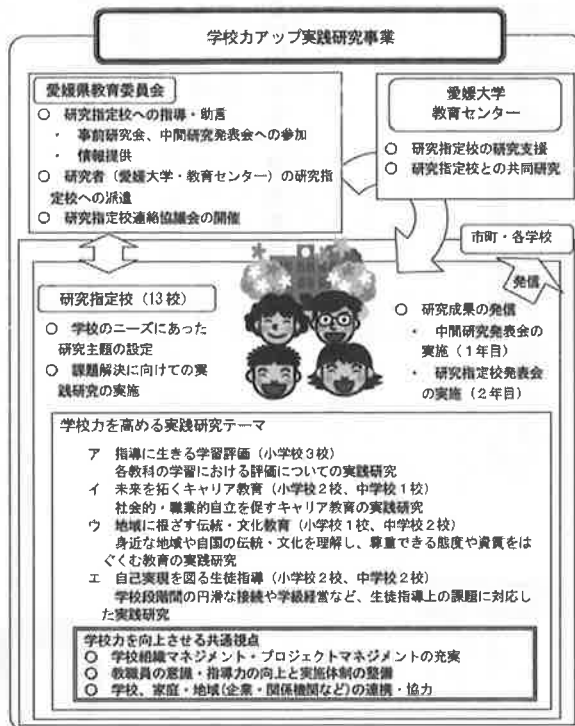 学校力アップ実践研究事業
愛媛県教育委員会
○ 研究指定校への指導・助言
・ 事前研究会、中間研究発表会への参加
・ 情報提供
○ 研究者（愛媛大学・教育センター）の研究指
定校への派遣
○ 研究指定校連絡協議会の開催
愛媛大学
教育センター
○ 研究指定校の研究支援
○ 研究指定校との共同研究
市町・各学校
発信
研究指定校（13校）
○ 学校のニーズにあった
研究主題の設定
○ 課題解決に向けての実
践研究の実施
○ 研究成果の発信
・ 中間研究発表会の
実施（1年目）
・ 研究指定校発表会
の実施（2年目）
学校力を高める実践研究テーマ
ア 指導に生きる学習評価（小学校3校）
各教科の学習における評価についての実践研究
イ 未来を拓くキャリア教育（小学校2校、中学校1校）
社会的・職業的自立を促すキャリア教育の実践研究
ウ 地域に根ざす伝統・文化教育（小学校1校、中学校2校）
身近な地域や自国の伝統・文化を理解し、尊重できる態度や資質をは
ぐくむ教育の実践研究
エ 自己実現を図る生徒指導（小学校2校、中学校2校）
学校段階間の円滑な接続や学級経営など、生徒指導上の課題に対応し
た実践研究
学校力を向上させる共通視点
○ 学校組織マネジメント・プロジェクトマネジメントの充実
○ 教職員の意識・指導力の向上と実施体制の整備
○ 学校、家庭・地域（企業・関係機関など）の連携・協力